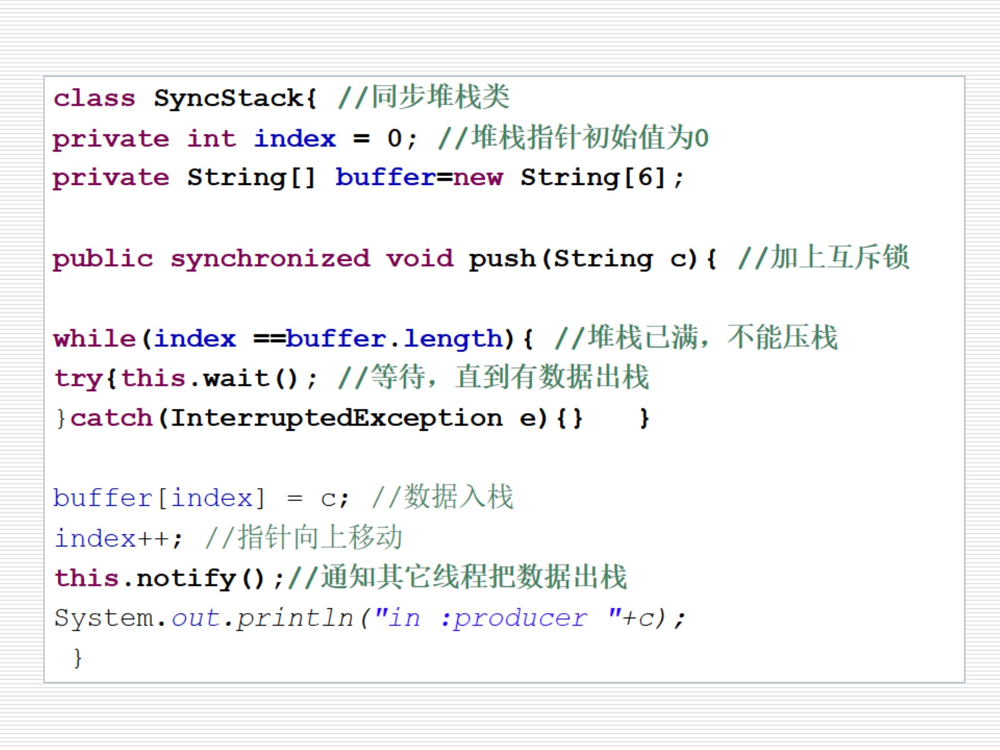 class SyncStack{ //同步堆栈类
private int index = 0; //堆栈指针初始值为0
private String[] buffer=new String[6];
public synchronized void push(String c){ //加上互斥锁
while(index ==buffer.length){ //堆栈已满，不能压栈
try{this.wait(); //等待，直到有数据出栈
}catch(InterruptedException e){}   }
buffer[index] = c; //数据入栈
index++; //指针向上移动
this.notify();//通知其它线程把数据出栈
System.out.println("in :producer "+c);
}